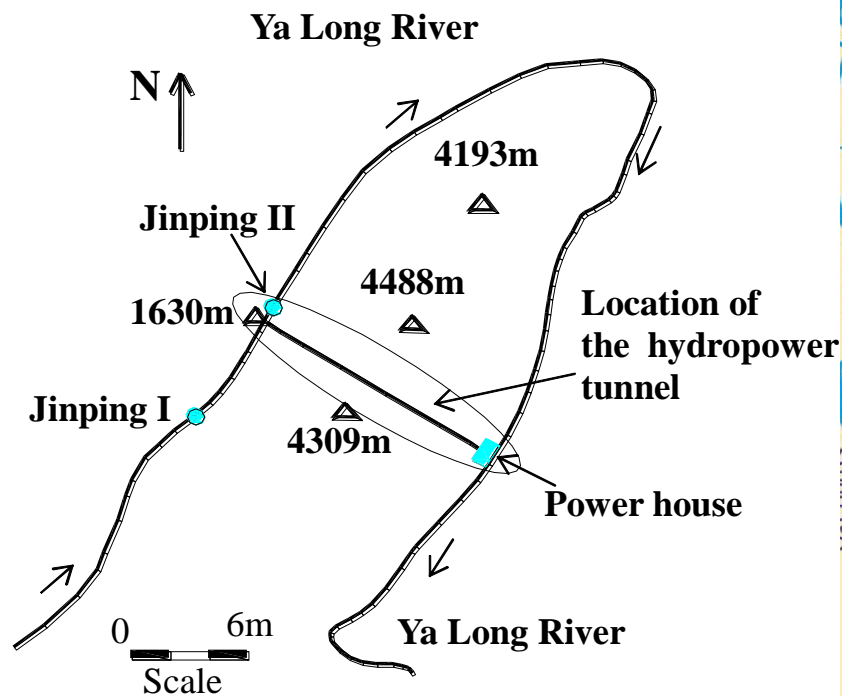 Ya Long River
N
4193m
Jinping II
4488m
1630m
Location of
the hydropower
tunnel
Jinping I
4309m
Power house
0 6m
Ya Long River
Scale